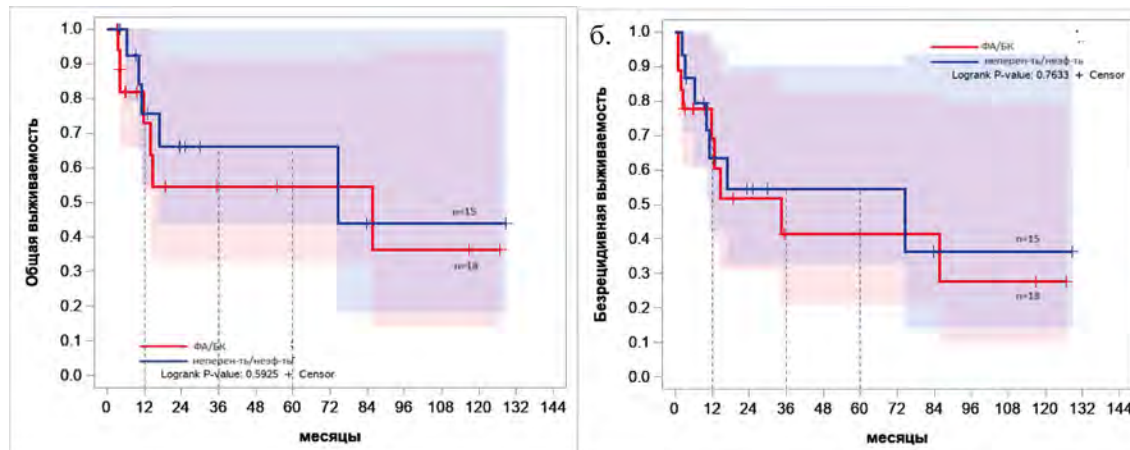 Общая выживаемость
1.0
0.9
0.8
0.7
0.6
0.5
0.4
0.3
0.2
0.1
0.0
n=15
n=18
ФА/БК
неперен-ть/неэф-ть
Logrank P-value: 0.5925 + Censor
0 12 24 36 48 60 72 84 96 108 120 132 144
месяцы
б.
Безрецидивная выживаемость
1.0
0.9
0.8
0.7
0.6
0.5
0.4
0.3
0.2
0.1
0.0
ФА/БК
неперен-ть/неэф-ть
Logrank P-value: 0.7633 + Censor
n=15
n=18
0 12 24 36 48 60 72 84 96 108 120 132 144
месяцы